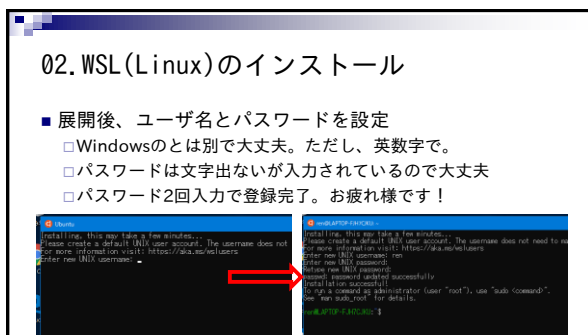 02.WSL(Linux)のインストール
展開後、ユーザ名とパスワードを設定
Windowsのとは別で大丈夫。ただし、英数字で。
パスワードは文字出ないが入力されているので大丈夫
パスワード2回入力で登録完了。お疲れ様です！
Ubuntu
Installing, this may take a few minutes...
Please create a default UNIX user account. The username does not
For more information visit: https://aka.ms/wslusers
Enter new UNIX username:
Installing, this may take a few minutes...
Please create a default UNIX user account. The username does not need to ma
For more information visit: https://aka.ms/wslusers
Enter new UNIX username: ren
Enter new UNIX password:
Retype new UNIX password:
passwd: password updated successfully
Installation successful!
To run a command as administrator (user "root"), use "sudo <command>".
See "man sudo_root" for details.